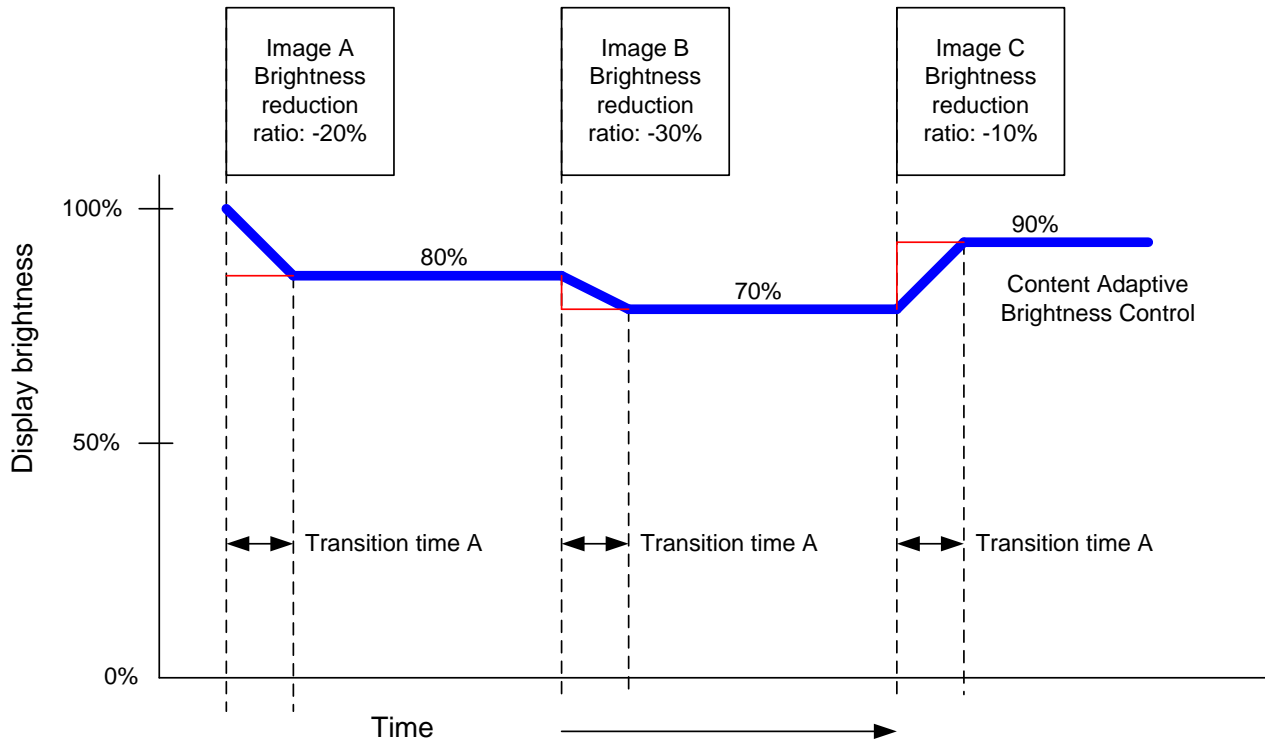 Image A
Brightness
reduction
ratio: -20%
Image B
Brightness
reduction
ratio: -30%
Image C
Brightness
reduction
ratio: -10%
Display brightness
100%
50%
0%
80%
70%
90%
Content Adaptive
Brightness Control
Transition time A
Transition time A
Transition time A
Time